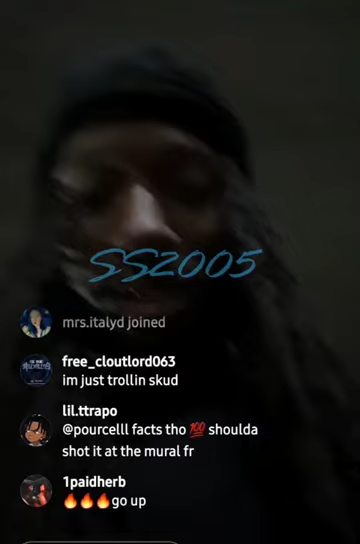 SS2005
mrs.italyd joined
free_cloutlord063
im just trollin skud
lil.ttrapo
@pourcelll facts tho 💯 shoulda
shot it at the mural fr
1paidherb
🔥🔥🔥go up